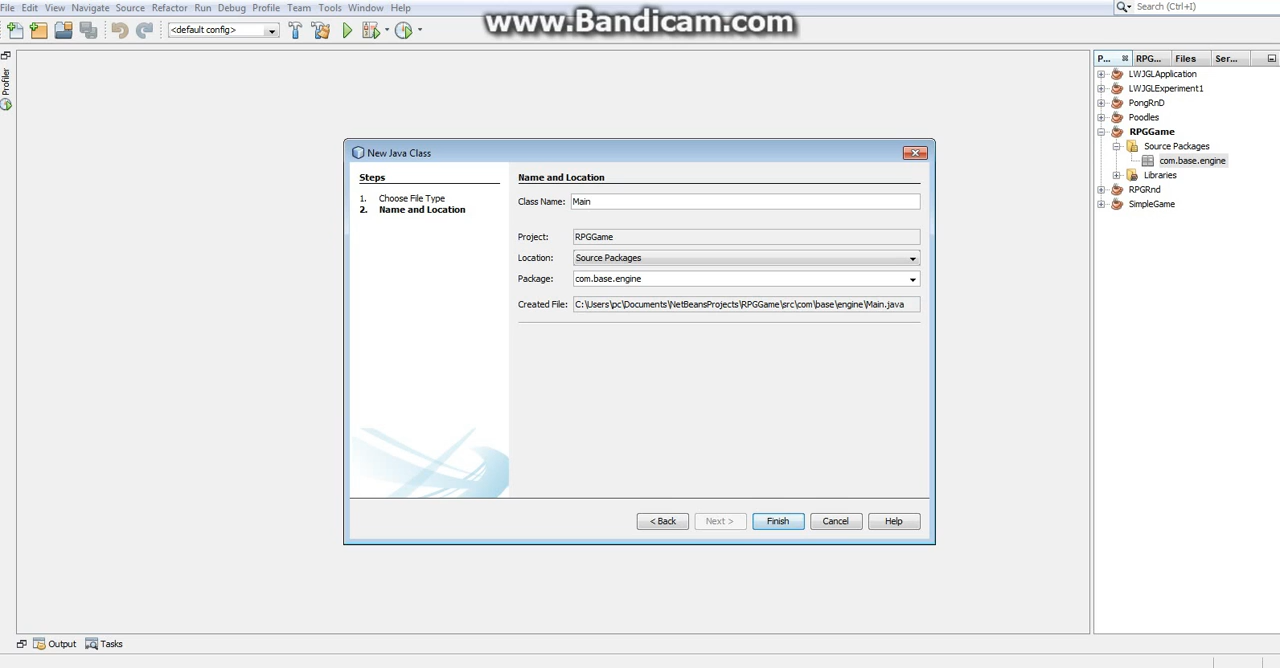 File Edit View Navigate Source Refactor Run Debug Profile Team Tools Window Help
www.Bandicam.com
Search (Ctrl+I)
<default config>
P... RPG... Files Ser...
Profiler
LWJGLApplication
LWJGLExperiment1
PongRnD
Poodles
RPGGame
Source Packages
com.base.engine
Libraries
RPGRnd
SimpleGame
New Java Class
Steps
1. Choose File Type
2. Name and Location
Name and Location
Class Name: Main
Project: RPGGame
Location: Source Packages
Package: com.base.engine
Created File: C:\Users\pc\Documents\NetBeansProjects\RPGGame\src\com\base\engine\Main.java
< Back Next > Finish Cancel Help
Output Tasks